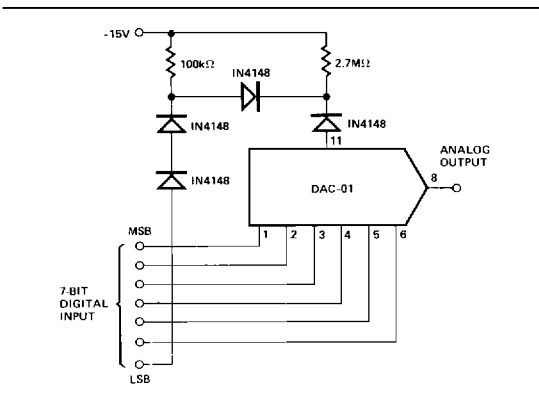 -15V
100kΩ
2.7MΩ
IN4148
IN4148
IN4148
IN4148
11
ANALOG
OUTPUT
8
DAC-01
MSB
1 2 3 4 5 6
7-BIT
DIGITAL
INPUT
LSB